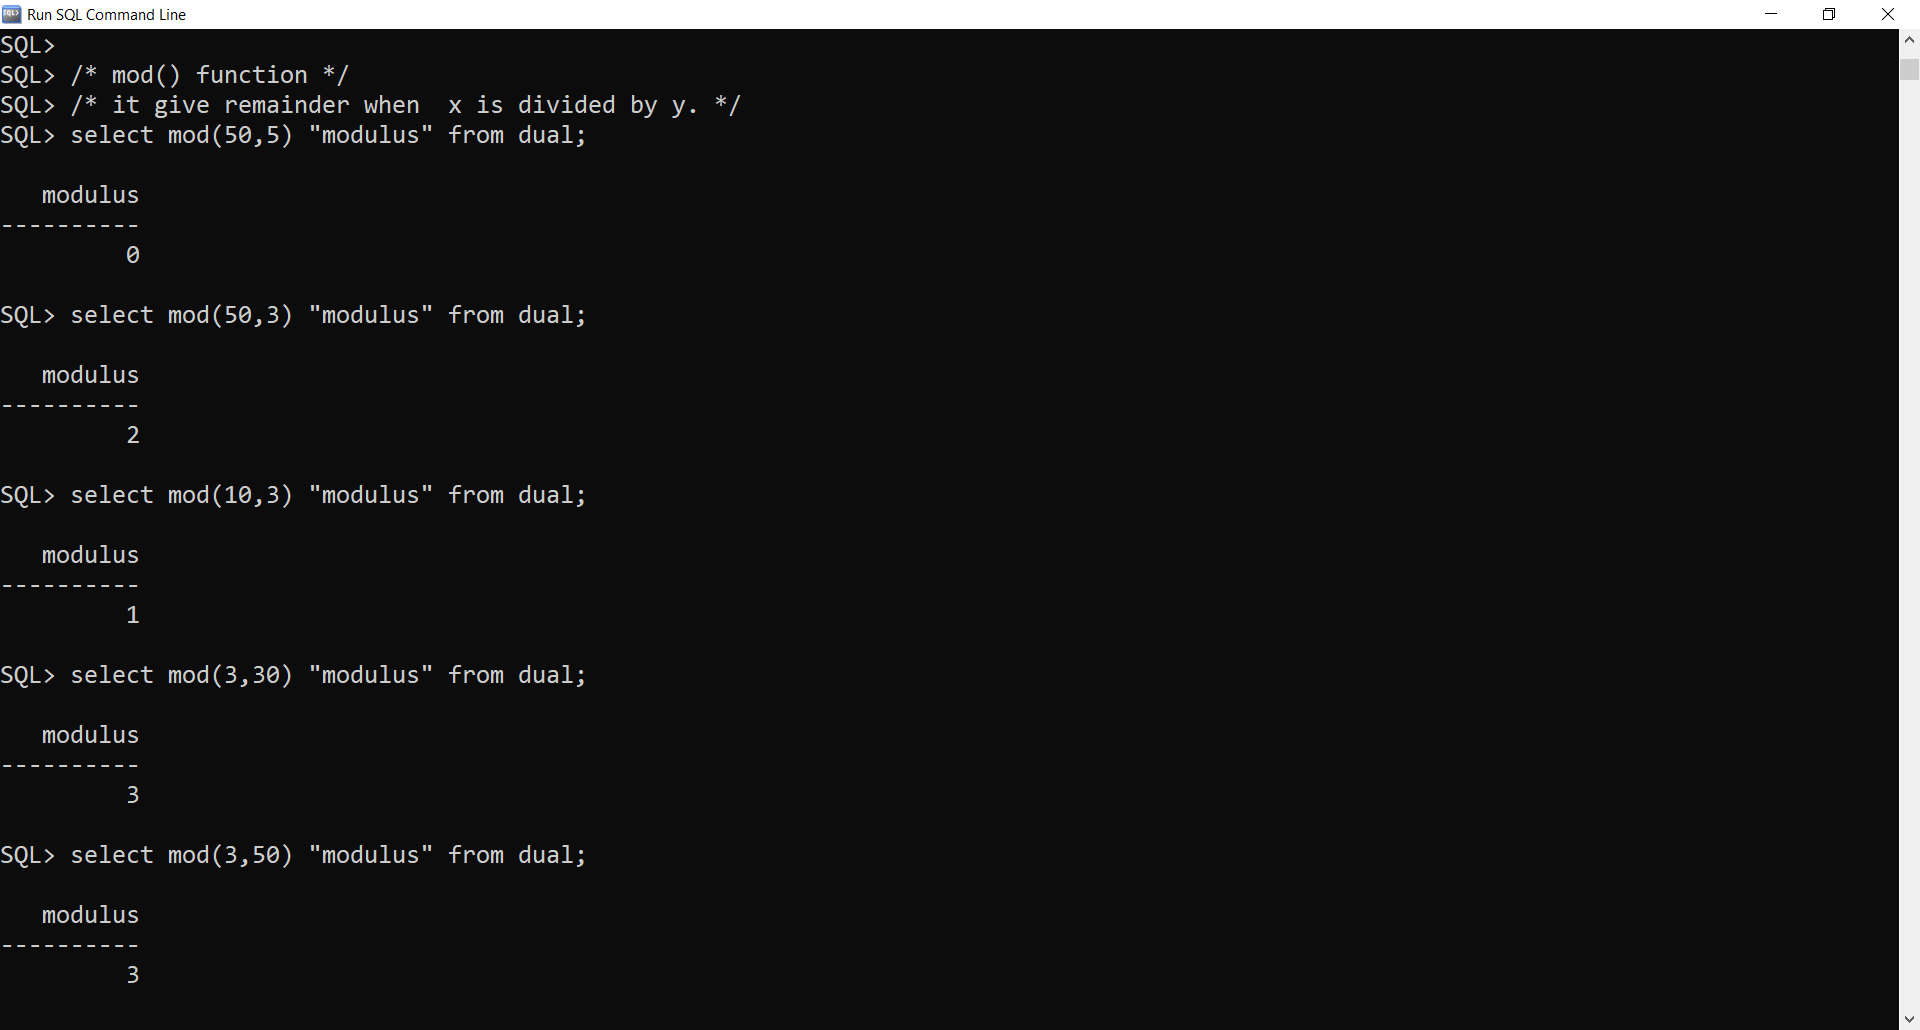 Run SQL Command Line
SQL>
SQL> /* mod() function */
SQL> /* it give remainder when  x is divided by y. */
SQL> select mod(50,5) "modulus" from dual;
   modulus
----------
         0
SQL> select mod(50,3) "modulus" from dual;
   modulus
----------
         2
SQL> select mod(10,3) "modulus" from dual;
   modulus
----------
         1
SQL> select mod(3,30) "modulus" from dual;
   modulus
----------
         3
SQL> select mod(3,50) "modulus" from dual;
   modulus
----------
         3